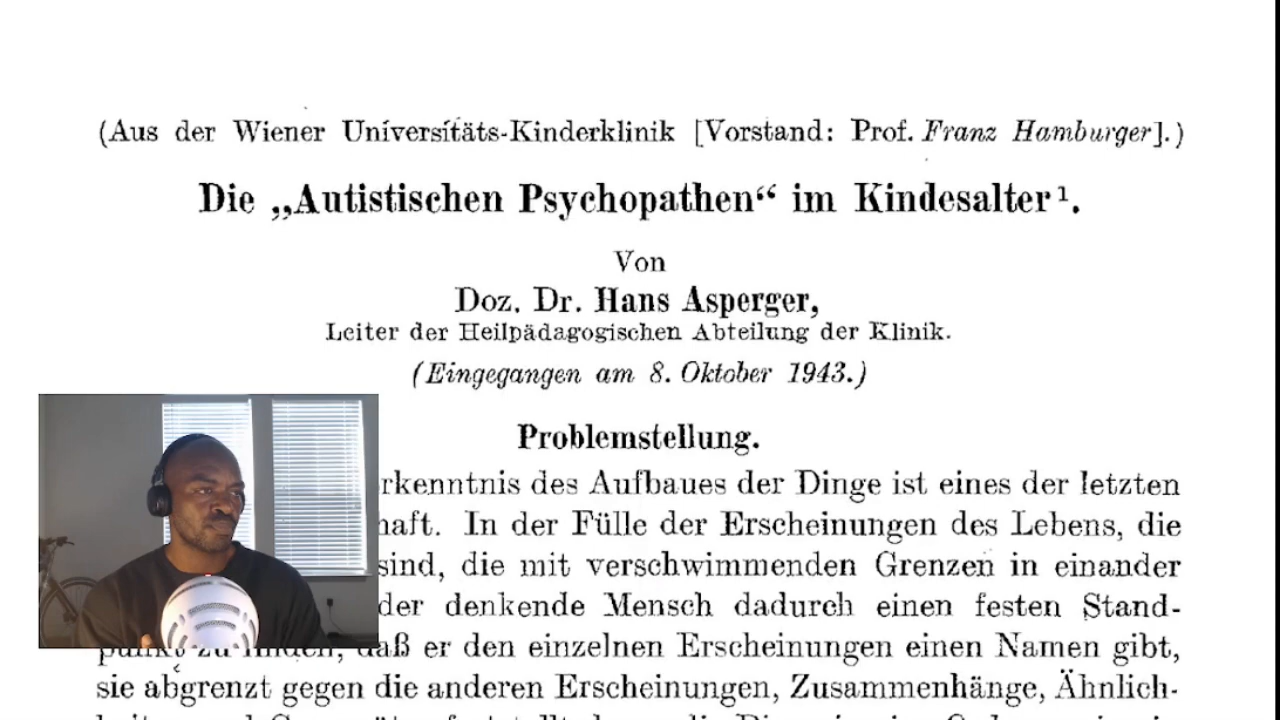 (Aus der Wiener Universitäts-Kinderklinik [Vorstand: Prof. Franz Hamburger].)
Die „Autistischen Psychopathen“ im Kindesalter¹.
Von
Doz. Dr. Hans Asperger,
Leiter der Heilpädagogischen Abteilung der Klinik.
(Eingegangen am 8. Oktober 1943.)
Problemstellung.
rkenntnis des Aufbaues der Dinge ist eines der letzten
haft. In der Fülle der Erscheinungen des Lebens, die
sind, die mit verschwimmenden Grenzen in einander
der denkende Mensch dadurch einen festen Stand-
punkt zu finden, daß er den einzelnen Erscheinungen einen Namen gibt,
sie abgrenzt gegen die anderen Erscheinungen, Zusammenhänge, Ähnlich-